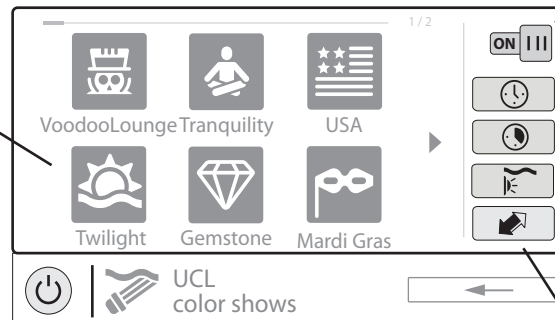 1 / 2
ON
VoodooLounge Tranquility USA
Twilight Gemstone Mardi Gras
UCL
color shows